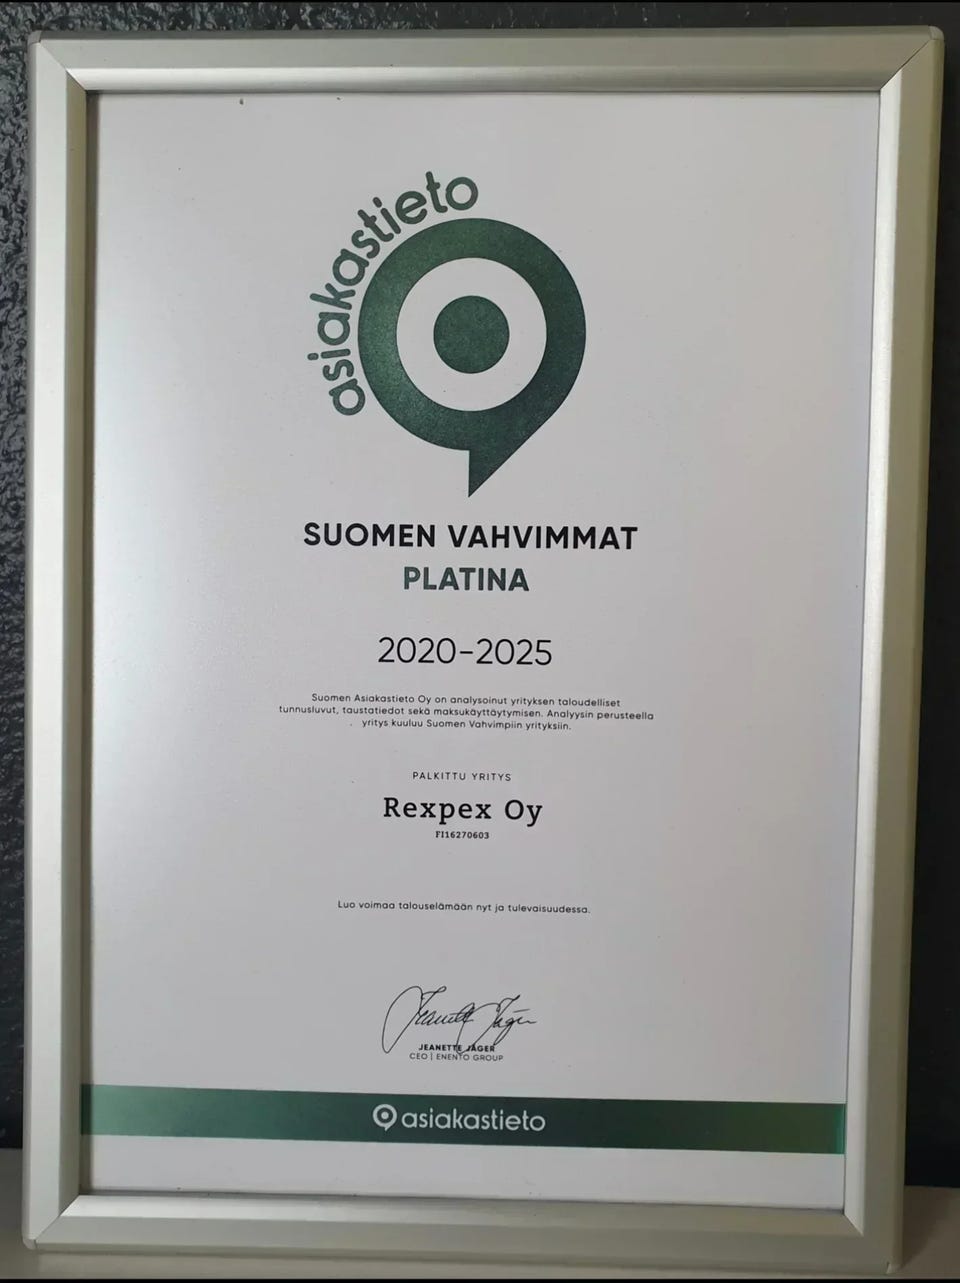 asiakastieto
SUOMEN VAHVIMMAT
PLATINA
2020-2025
Suomen Asiakastieto Oy on analysoinut yrityksen taloudelliset
tunnusluvut, taustatiedot sekä maksukäyttäytymisen. Analyysin perusteella
yritys kuuluu Suomen Vahvimpiin yrityksiin.
PALKITTU YRITYS
Rexpex Oy
FI16270603
Luo voimaa talouselämään nyt ja tulevaisuudessa.
Jeanette Jäger
JEANETTE JÄGER
CEO | ENENTO GROUP
asiakastieto